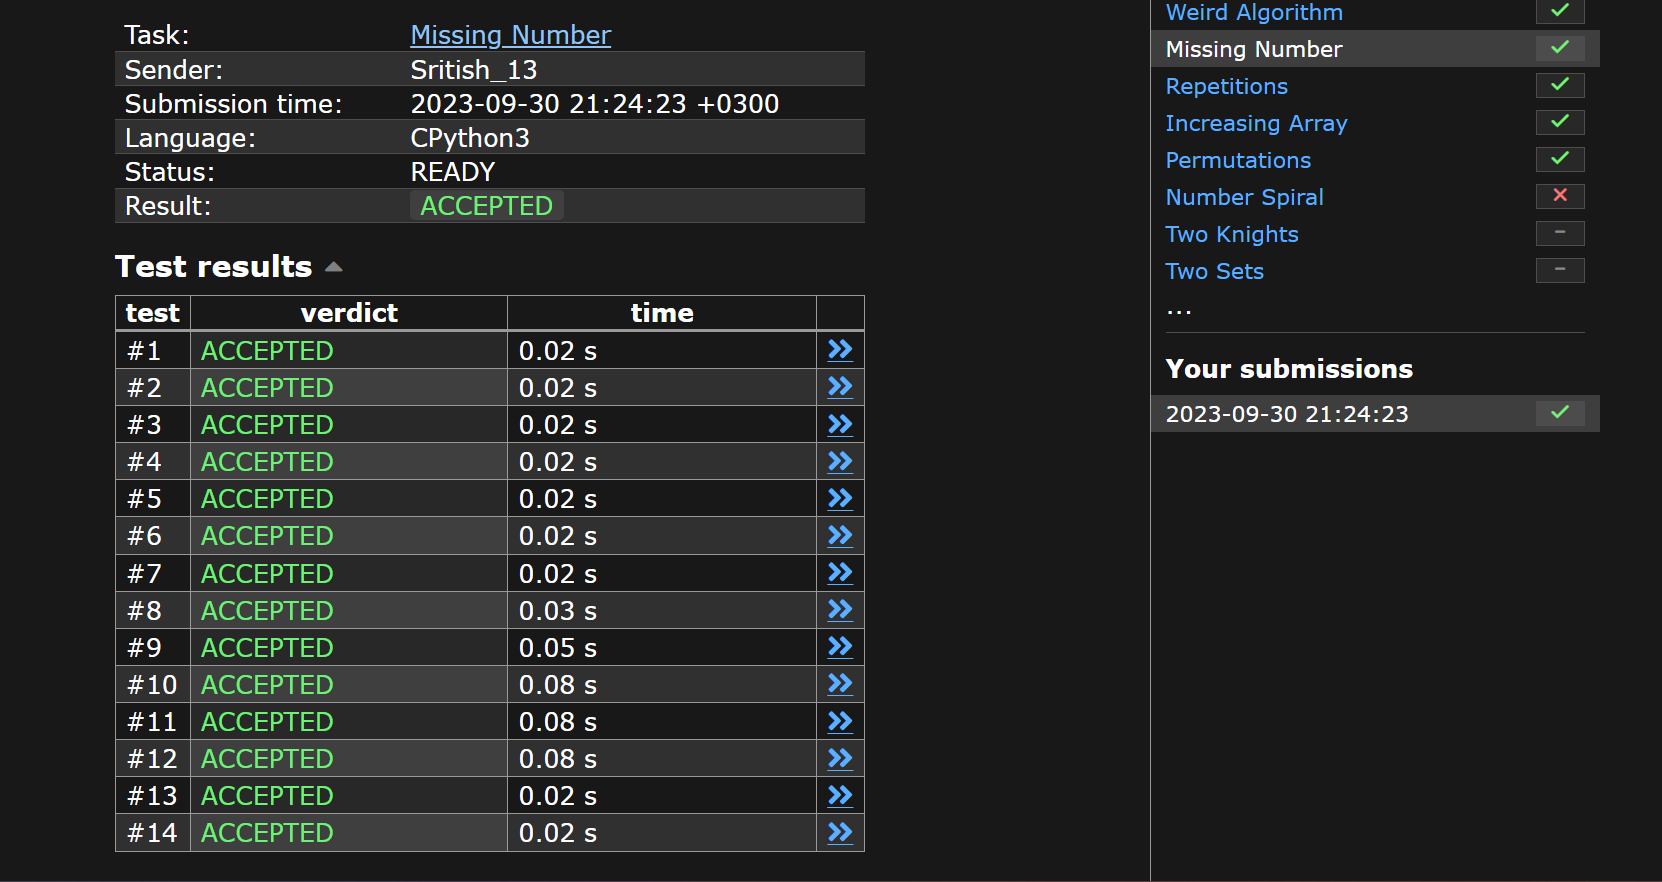 Task: Missing Number
Sender: Sritish_13
Submission time: 2023-09-30 21:24:23 +0300
Language: CPython3
Status: READY
Result: ACCEPTED
Test results
test verdict time
#1 ACCEPTED 0.02 s
#2 ACCEPTED 0.02 s
#3 ACCEPTED 0.02 s
#4 ACCEPTED 0.02 s
#5 ACCEPTED 0.02 s
#6 ACCEPTED 0.02 s
#7 ACCEPTED 0.02 s
#8 ACCEPTED 0.03 s
#9 ACCEPTED 0.05 s
#10 ACCEPTED 0.08 s
#11 ACCEPTED 0.08 s
#12 ACCEPTED 0.08 s
#13 ACCEPTED 0.02 s
#14 ACCEPTED 0.02 s
Weird Algorithm
Missing Number
Repetitions
Increasing Array
Permutations
Number Spiral
Two Knights –
Two Sets –
...
Your submissions
2023-09-30 21:24:23